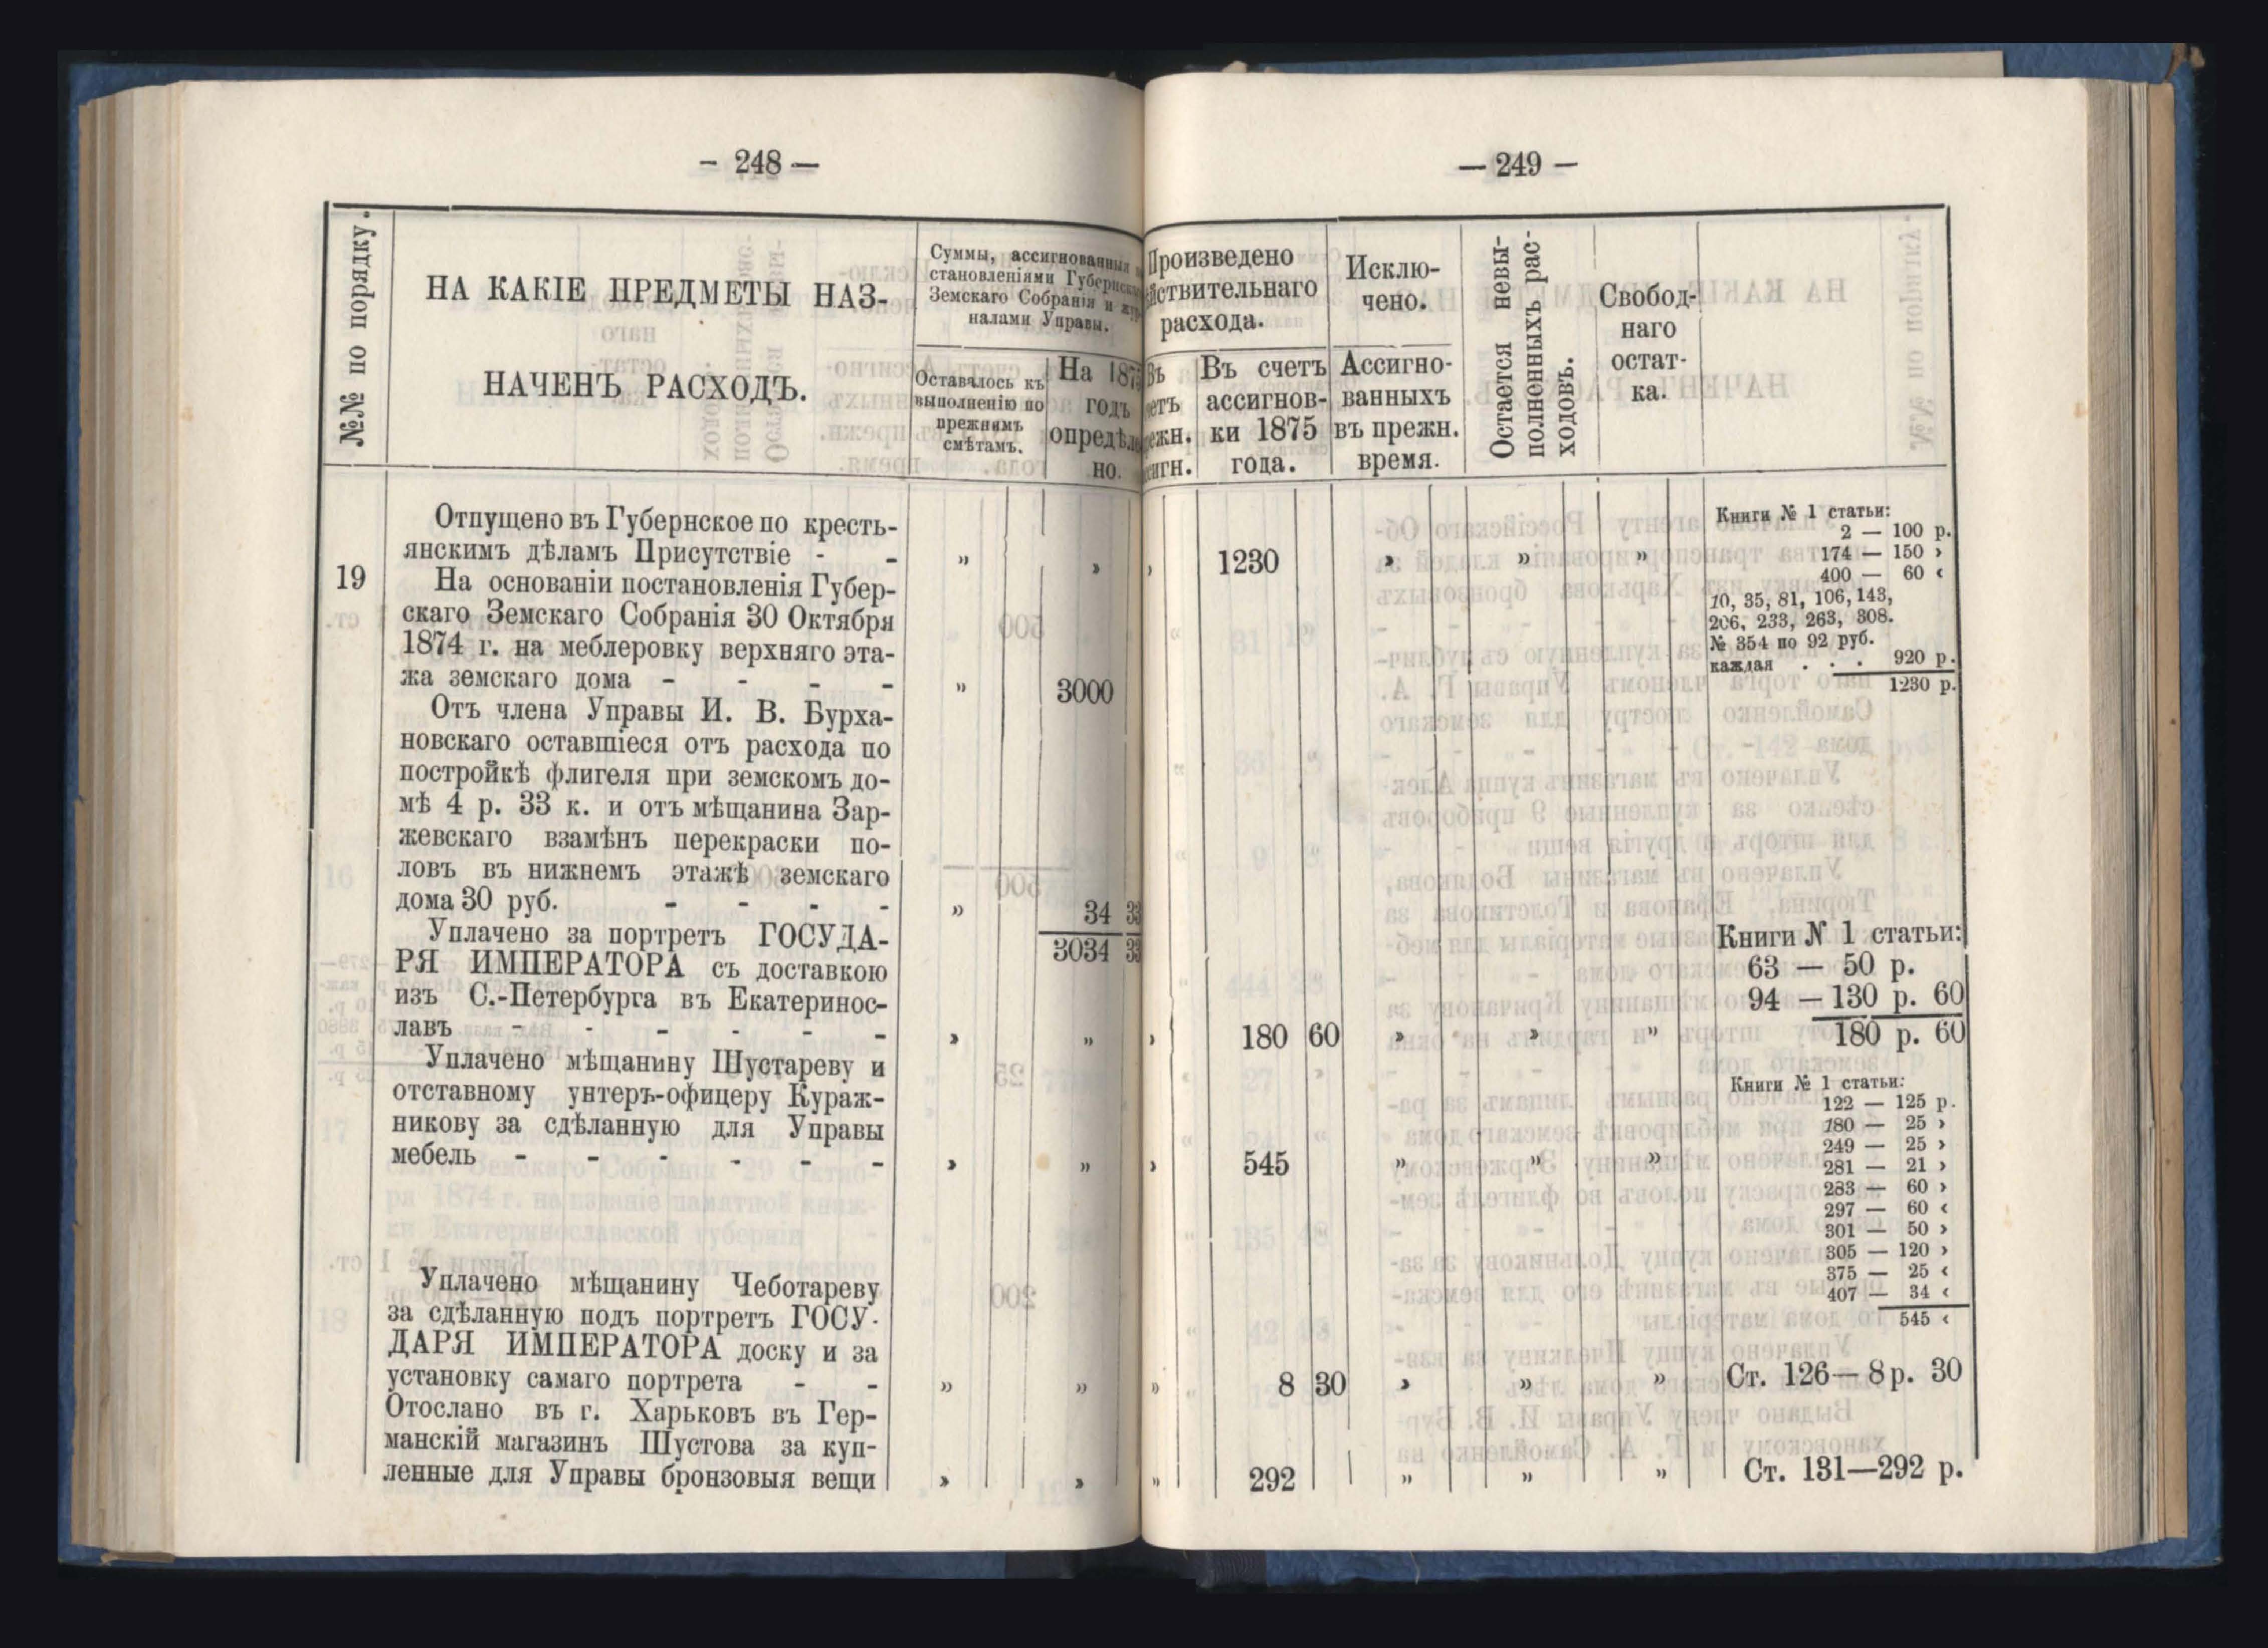 - 248 —
№№ по порядку.
НА КАКІЕ ПРЕДМЕТЫ НАЗ-
НАЧЕНЪ РАСХОДЪ.
Суммы, ассигнованныя
становленіями Губернска
Земскаго Собранія и жур
налами Управы.
Оставалось къ
выполненію по
прежнимъ
смѣтамъ.
На 187
годъ
опредѣле
но.
Отпущено въ Губернское по кресть-
янскимъ дѣламъ Присутствіе - -
» »
19
На основаніи постановленія Губер-
скаго Земскаго Собранія 30 Октября
1874 г. на меблеровку верхняго эта-
жа земскаго дома - - - -
» 3000
Отъ члена Управы И. В. Бурха-
новскаго оставшіеся отъ расхода по
постройкѣ флигеля при земскомъ до-
мѣ 4 р. 33 к. и отъ мѣщанина Зар-
жевскаго взамѣнъ перекраски по-
ловъ въ нижнемъ этажѣ земскаго
дома 30 руб. - - - -
» 34 33
3034 33
Уплачено за портретъ ГОСУДА-
РЯ ИМПЕРАТОРА съ доставкою
изъ С.-Петербурга въ Екатеринос-
лавъ - - - - - -
› »
Уплачено мѣщанину Шустареву и
отставному унтеръ-офицеру Кураж-
никову за сдѣланную для Управы
мебель - - - - - -
› »
Уплачено мѣщанину Чеботареву
за сдѣланную подъ портретъ ГОСУ-
ДАРЯ ИМПЕРАТОРА доску и за
установку самаго портрета - -
» »
Отослано въ г. Харьковъ въ Гер-
манскій магазинъ Шустова за куп-
ленные для Управы бронзовыя вещи
› »
— 249 —
Произведено
йствительнаго
расхода.
Въ
четъ
режн.
сигн.
Въ счетъ
ассигнов-
ки 1875
года.
Исклю-
чено.
Ассигно-
ванныхъ
въ прежн.
время.
Остается невы-
полненныхъ рас-
ходовъ.
Свобод-
наго
остат-
ка.
› 1230 › » »
Книги № 1 статьи:
2 — 100 р.
174 — 150 ›
400 — 60 ‹
10, 35, 81, 106, 143,
206, 233, 263, 308.
№ 354 по 92 руб.
каждая . . . 920 р.
1230 р.
Книги № 1 статьи:
63 — 50 р.
94 — 130 р. 60
180 р. 60
› 180 60 › › »
Книги № 1 статьи:
122 — 125 р.
180 — 25 ›
249 — 25 ›
281 — 21 ›
283 — 60 ›
297 — 60 ‹
301 — 50 ›
305 — 120 ›
375 — 25 ‹
407 — 34 ‹
545 ‹
› 545 » » »
» 8 30 › » »
Ст. 126 — 8 р. 30
» 292 » » »
Ст. 131—292 р.